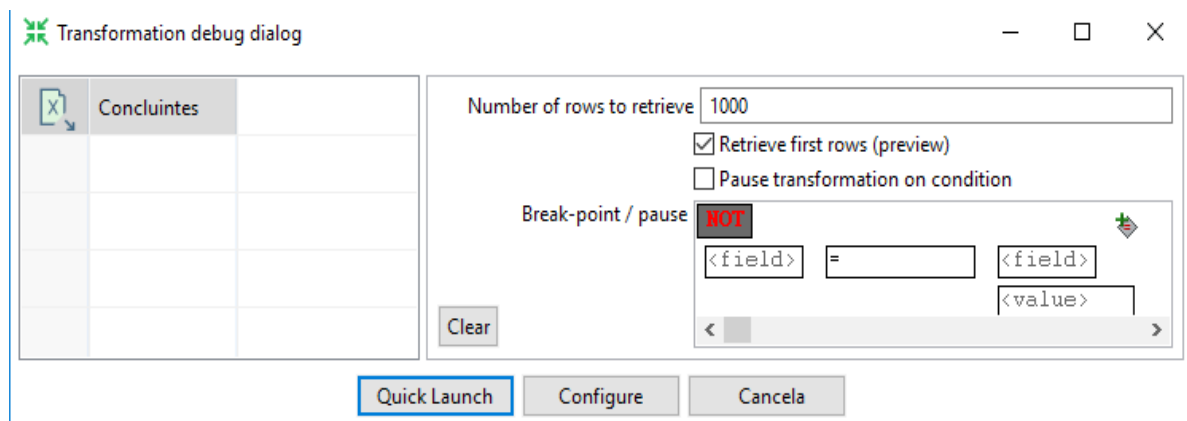 Transformation debug dialog
Concluintes
Number of rows to retrieve 1000
Retrieve first rows (preview)
Pause transformation on condition
Break-point / pause NOT
<field> = <field>
<value>
Clear
Quick Launch Configure Cancela